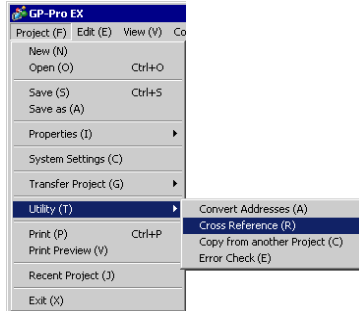 GP-Pro EX
Project (F) Edit (E) View (V) Co
New (N)
Open (O) Ctrl+O
Save (S) Ctrl+S
Save as (A)
Properties (I)
System Settings (C)
Transfer Project (G)
Utility (T)
Convert Addresses (A)
Cross Reference (R)
Copy from another Project (C)
Error Check (E)
Print (P) Ctrl+P
Print Preview (V)
Recent Project (J)
Exit (X)